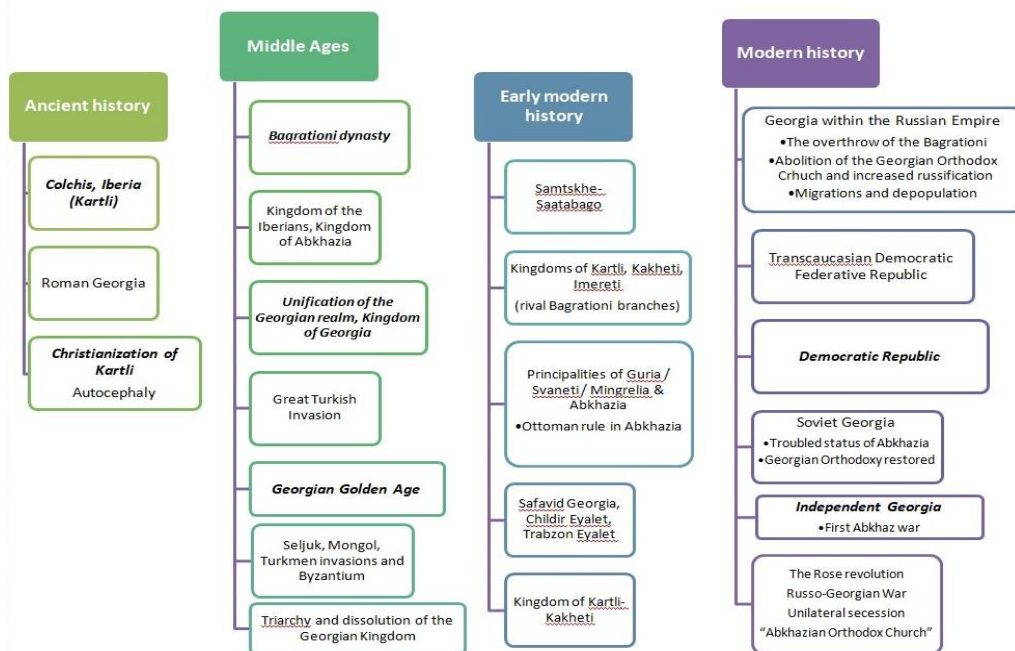 Ancient history
Colchis, Iberia
(Kartli)
Roman Georgia
Christianization of
Kartli
Autocephaly
Middle Ages
Bagrationi dynasty
Kingdom of the
Iberians, Kingdom
of Abkhazia
Unification of the
Georgian realm, Kingdom
of Georgia
Great Turkish
Invasion
Georgian Golden Age
Seljuk, Mongol,
Turkmen invasions and
Byzantium
Triarchy and dissolution of the
Georgian Kingdom
Early modern
history
Samtskhe-
Saatabago
Kingdoms of Kartli, Kakheti,
Imereti
(rival Bagrationi branches)
Principalities of Guria /
Svaneti/ Mingrelia &
Abkhazia
•Ottoman rule in Abkhazia
Safavid Georgia,
Childir Eyalet,
Trabzon Eyalet
Kingdom of Kartli-
Kakheti
Modern history
Georgia within the Russian Empire
•The overthrow of the Bagrationi
•Abolition of the Georgian Orthodox
Crhuch and increased russification
•Migrations and depopulation
Transcaucasian Democratic
Federative Republic
Democratic Republic
Soviet Georgia
•Troubled status of Abkhazia
•Georgian Orthodoxy restored
Independent Georgia
•First Abkhaz war
The Rose revolution
Russo-Georgian War
Unilateral secession
“Abkhazian Orthodox Church”